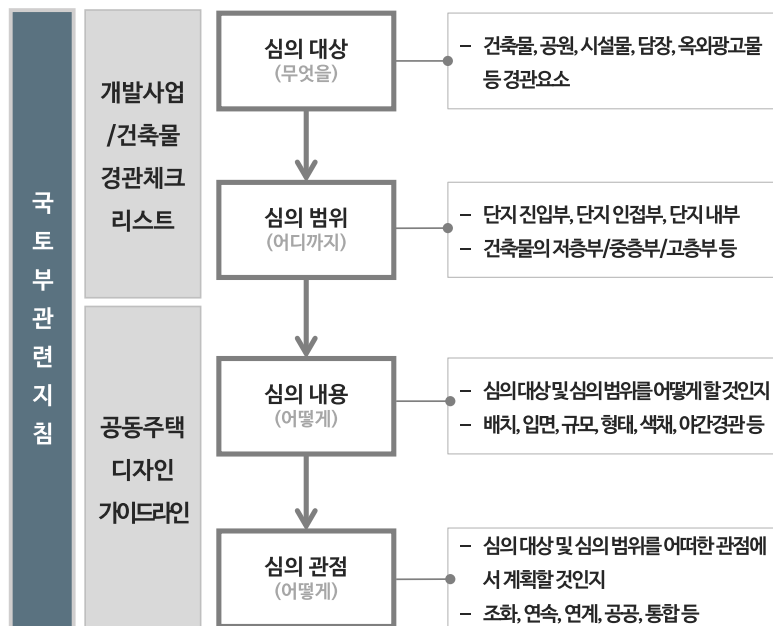 국
토
부
관
련
지
침
개발사업
/건축물
경관체크
리스트
공동주택
디자인
가이드라인
심의 대상
(무엇을)
- 건축물, 공원, 시설물, 담장, 옥외광고물
등 경관요소
심의 범위
(어디까지)
- 단지 진입부, 단지 인접부, 단지 내부
- 건축물의 저층부/중층부/고층부 등
심의 내용
(어떻게)
- 심의 대상 및 심의 범위를 어떻게 할 것인지
- 배치, 입면, 규모, 형태, 색채, 야간경관 등
심의 관점
(어떻게)
- 심의 대상 및 심의 범위를 어떠한 관점에
서 계획할 것인지
- 조화, 연속, 연계, 공공, 통합 등